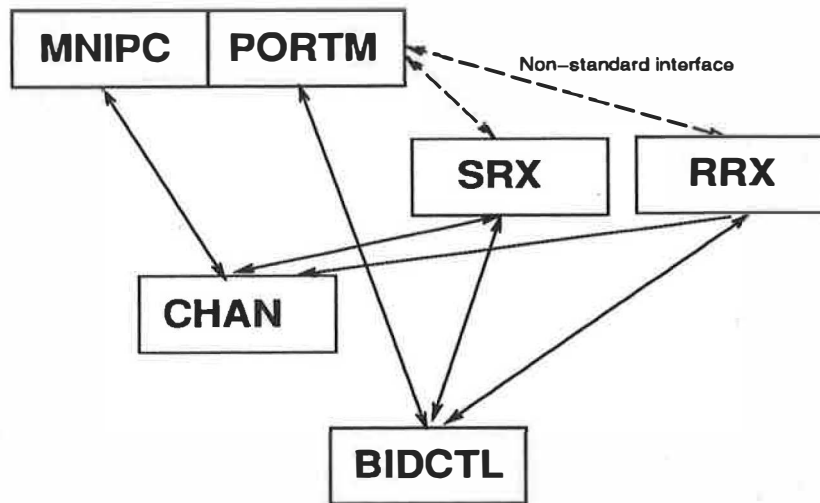 MNIPC PORTM
Non-standard interface
SRX RRX
CHAN
BIDCTL